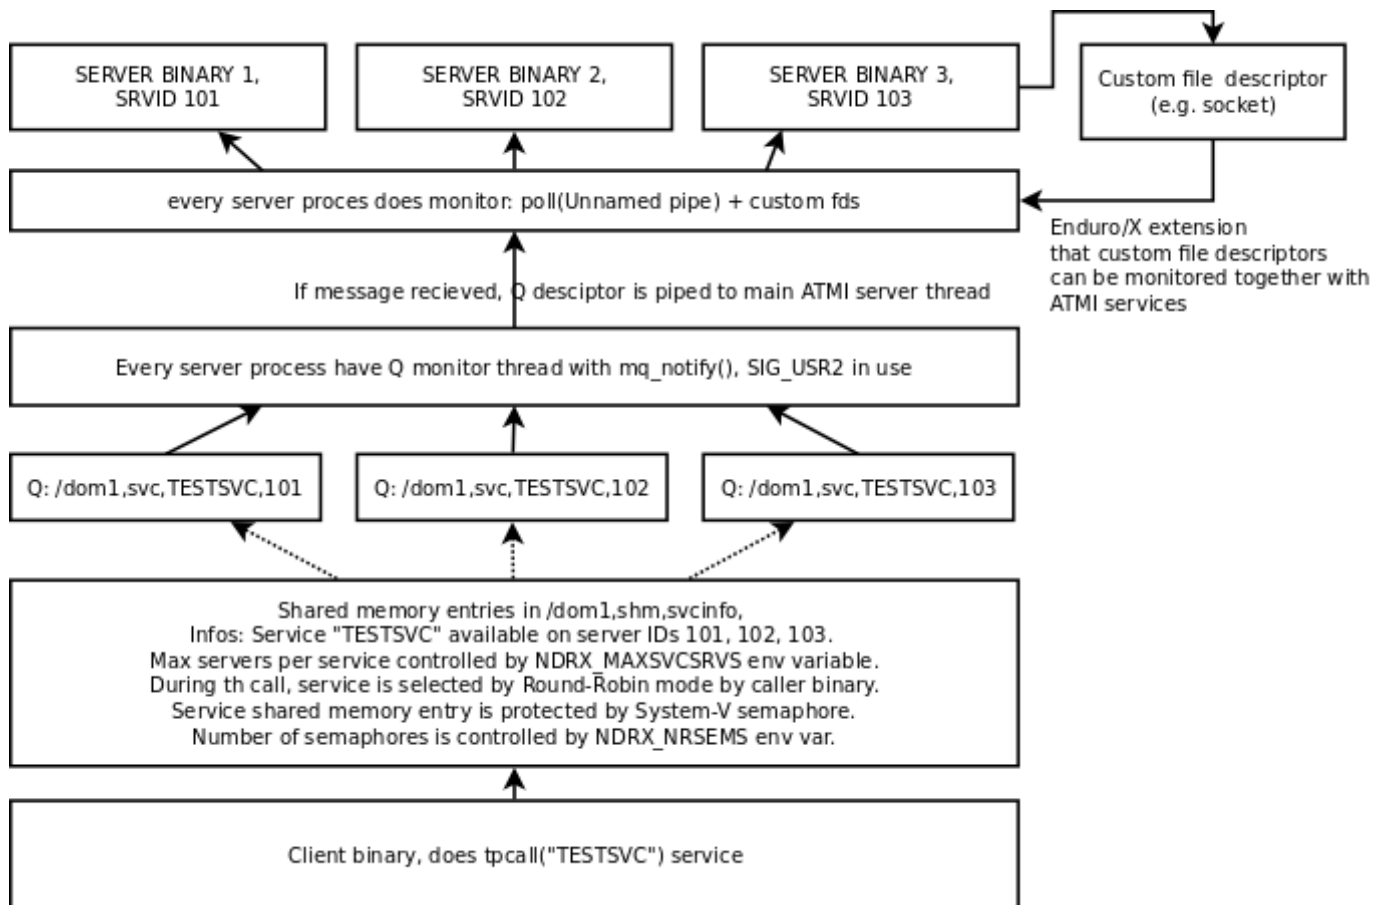 SERVER BINARY 1,
SRVID 101
SERVER BINARY 2,
SRVID 102
SERVER BINARY 3,
SRVID 103
Custom file descriptor
(e.g. socket)
every server proces does monitor: poll(Unnamed pipe) + custom fds
Enduro/X extension
that custom file descriptors
can be monitored together with
ATMI services
If message recieved, Q desciptor is piped to main ATMI server thread
Every server process have Q monitor thread with mq_notify(), SIG_USR2 in use
Q: /dom1,svc,TESTSVC,101
Q: /dom1,svc,TESTSVC,102
Q: /dom1,svc,TESTSVC,103
Shared memory entries in /dom1,shm,svcinfo,
Infos: Service "TESTSVC" available on server IDs 101, 102, 103.
Max servers per service controlled by NDRX_MAXSVCSRVS env variable.
During th call, service is selected by Round-Robin mode by caller binary.
Service shared memory entry is protected by System-V semaphore.
Number of semaphores is controlled by NDRX_NRSEMS env var.
Client binary, does tpcall("TESTSVC") service